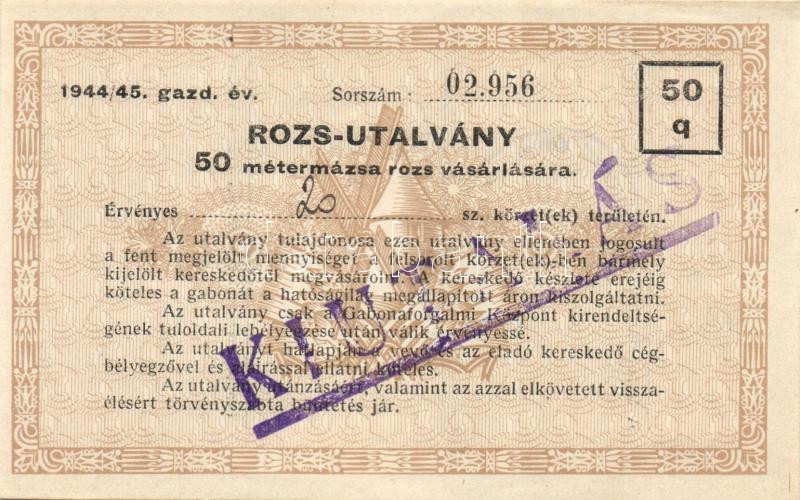 1944/45. gazd. év.
Sorszám: 02.956
50
q
ROZS-UTALVÁNY
50 métermázsa rozs vásárlására.
Érvényes 20 sz. körzet(ek) területén.
Az utalvány tulajdonosa ezen utalvány ellenében jogosult
a fent megjelölt mennyiséget a felsorolt körzet(ek)-ben bármely
kijelölt kereskedőtől megvásárolni. A kereskedő készlete erejéig
köteles a gabonát a hatóságilag megállapított áron kiszolgáltatni.
Az utalvány csak a Gabonaforgalmi Központ kirendeltsé-
gének tuloldali lebélyegzése után válik érvényessé.
Az utalványt hátlapján a vevő és az eladó kereskedő cég-
bélyegzővel és aláírással ellátni köteles.
Az utalvány utánzásáért, valamint az azzal elkövetett vissza-
élésért törvényszabta büntetés jár.
KIUTALÁS